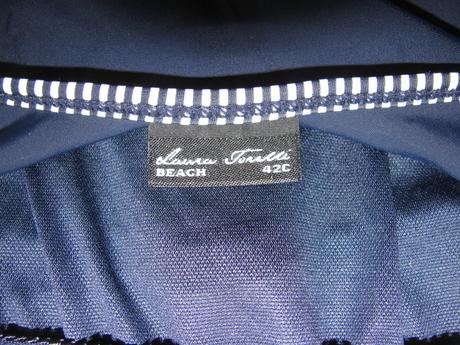 Laura Torelli
BEACH 42C